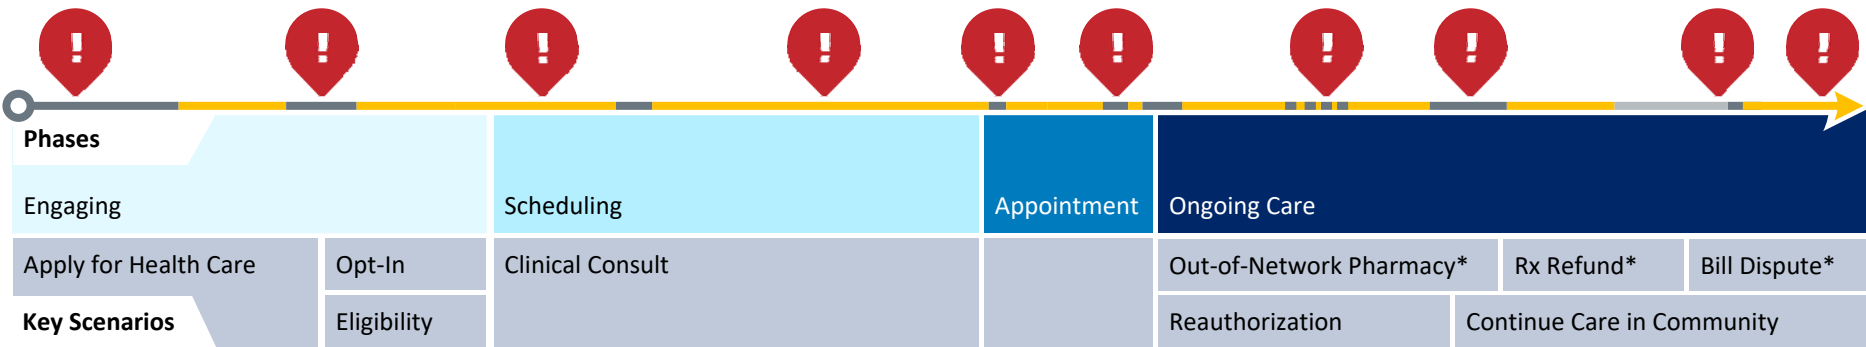 ! ! ! ! ! ! ! ! ! !
Phases
Engaging Scheduling Appointment Ongoing Care
Apply for Health Care Opt-In Clinical Consult Out-of-Network Pharmacy* Rx Refund* Bill Dispute*
Key Scenarios Eligibility Reauthorization Continue Care in Community